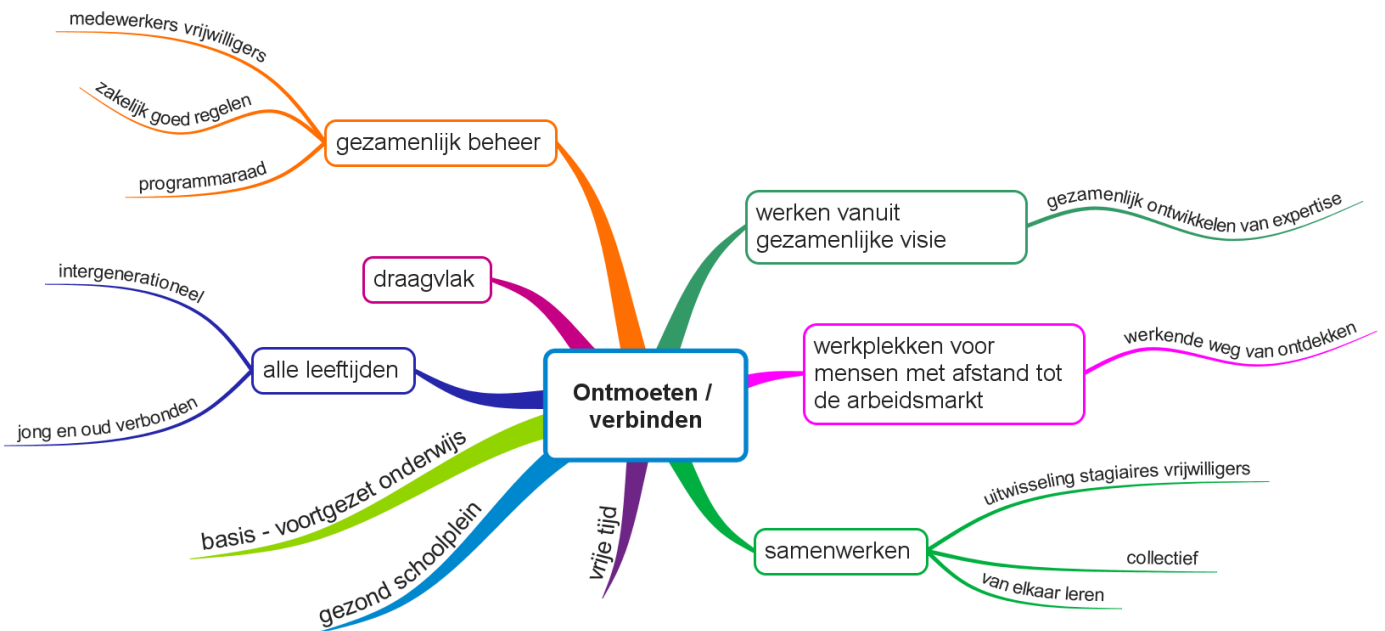 medewerkers vrijwilligers
zakelijk goed regelen
programmaraad
gezamenlijk beheer
draagvlak
intergenerationeel
jong en oud verbonden
alle leeftijden
basis - voortgezet onderwijs
gezond schoolplein
vrije tijd
Ontmoeten /
verbinden
werken vanuit
gezamenlijke visie
gezamenlijk ontwikkelen van expertise
werkplekken voor
mensen met afstand tot
de arbeidsmarkt
werkende weg van ontdekken
samenwerken
uitwisseling stagiaires vrijwilligers
collectief
van elkaar leren